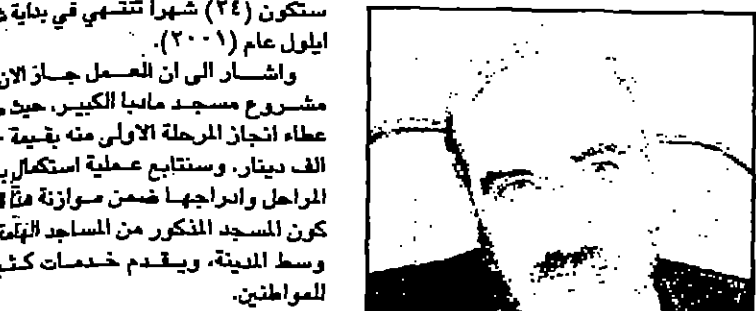 ستكون (٢٤) شهرا تنتهي في بداية
ايلول عام (٢٠٠١).
واشار الى ان العمل جاز الان
مشروع مسجد مادبا الكبير، حيث
عطاء انجاز المرحلة الاولى منه بقيمة
الف دينار، وسنتابع عملية استكمال
المراحل وادراجها ضمن موازنة
كون المسجد المذكور من المساجد الهامة
وسط المدينة، ويقدم خدمات
للمواطنين.